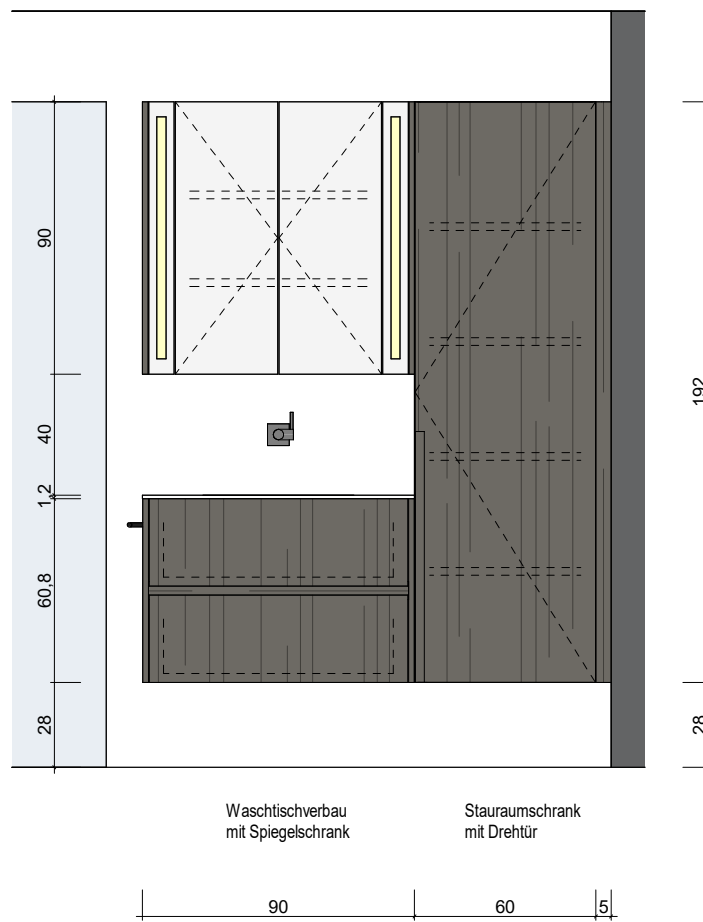 90
40
1,2
60,8
28
192
28
Waschtischverbau
mit Spiegelschrank
Stauraumschrank
mit Drehtür
90
60
5